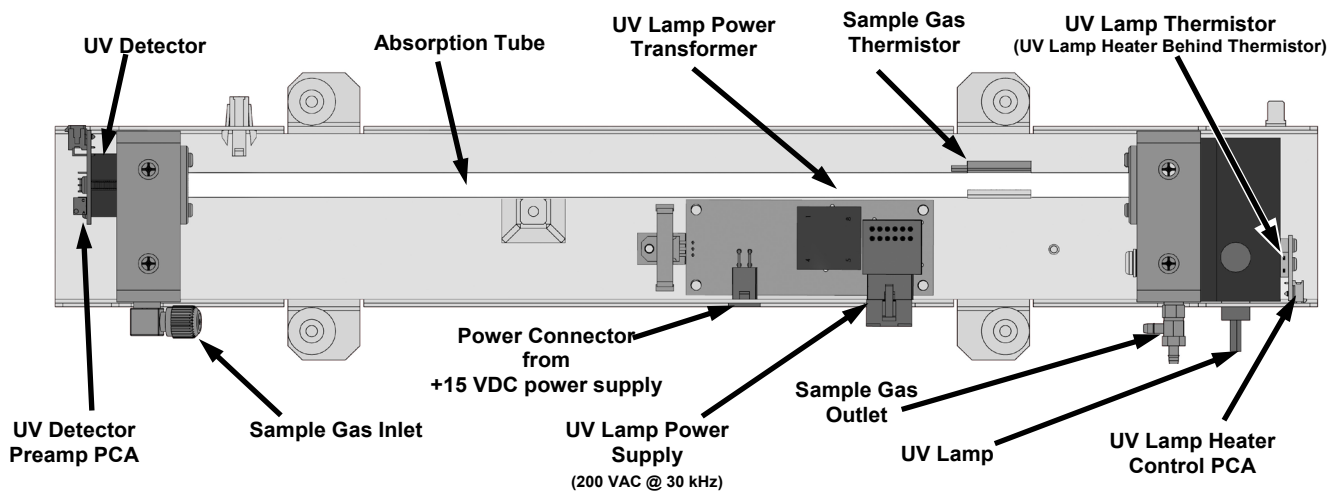 UV Detector
Absorption Tube
UV Lamp Power
Transformer
Sample Gas
Thermistor
UV Lamp Thermistor
(UV Lamp Heater Behind Thermistor)
Power Connector
from
+15 VDC power supply
UV Detector
Preamp PCA
Sample Gas Inlet
UV Lamp Power
Supply
(200 VAC @ 30 kHz)
Sample Gas
Outlet
UV Lamp
UV Lamp Heater
Control PCA